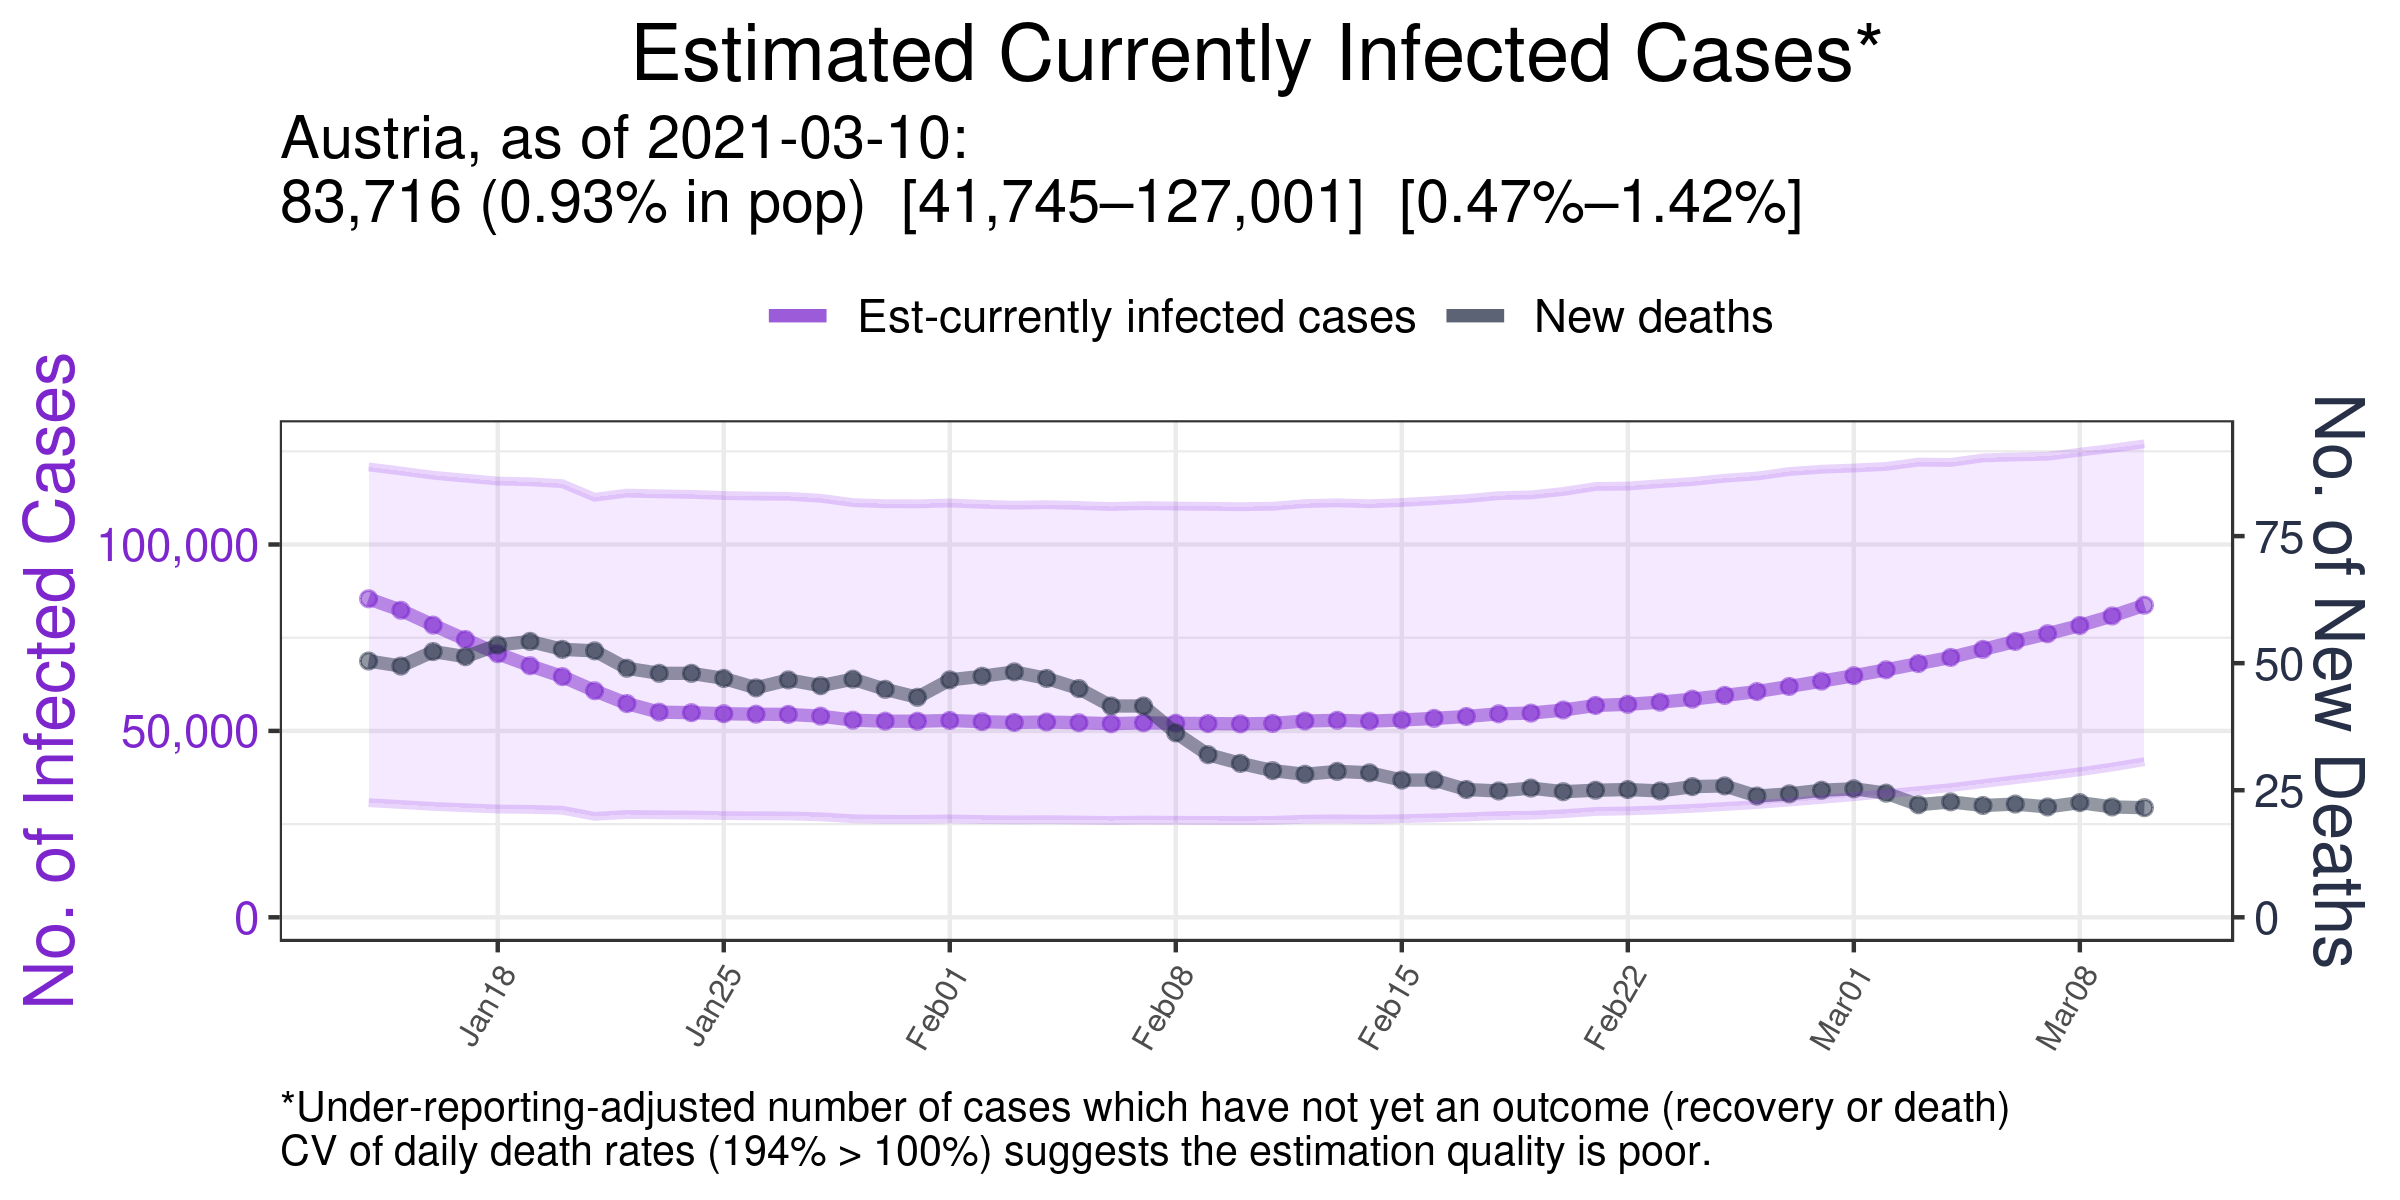 Estimated Currently Infected Cases*
Austria, as of 2021-03-10:
83,716 (0.93% in pop)  [41,745–127,001]  [0.47%–1.42%]
Est-currently infected cases
New deaths
No. of Infected Cases
100,000
50,000
0
75
50
25
0
No. of New Deaths
Jan18
Jan25
Feb01
Feb08
Feb15
Feb22
Mar01
Mar08
*Under-reporting-adjusted number of cases which have not yet an outcome (recovery or death)
CV of daily death rates (194% > 100%) suggests the estimation quality is poor.